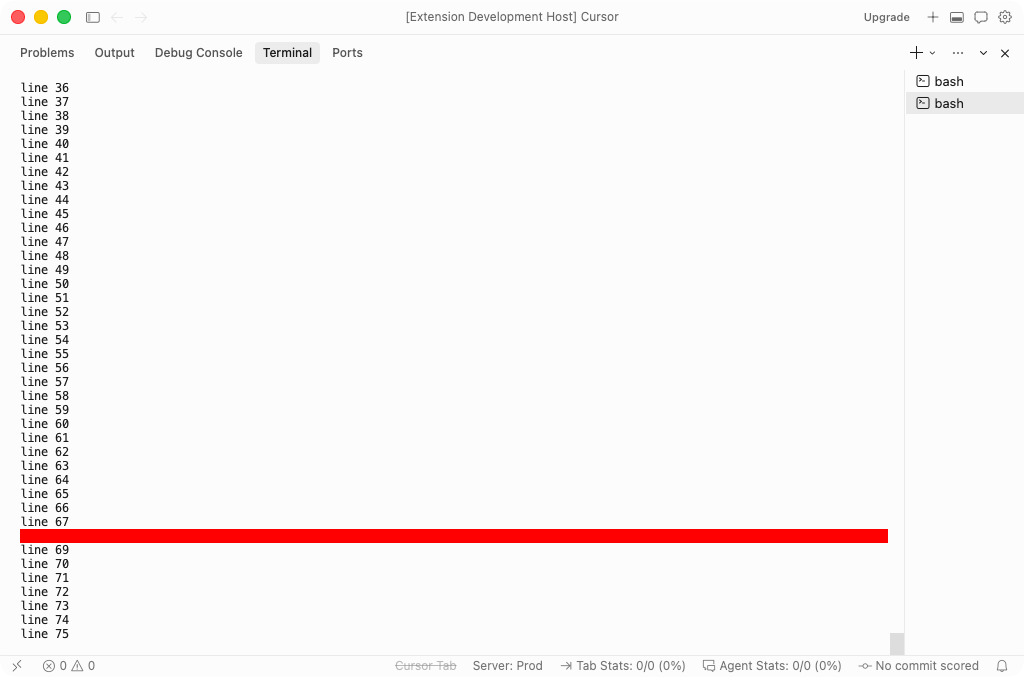 [Extension Development Host] Cursor
Upgrade
Problems Output Debug Console Terminal Ports
bash
bash
line 36
line 37
line 38
line 39
line 40
line 41
line 42
line 43
line 44
line 45
line 46
line 47
line 48
line 49
line 50
line 51
line 52
line 53
line 54
line 55
line 56
line 57
line 58
line 59
line 60
line 61
line 62
line 63
line 64
line 65
line 66
line 67
line 69
line 70
line 71
line 72
line 73
line 74
line 75
0 0 Cursor Tab Server: Prod Tab Stats: 0/0 (0%) Agent Stats: 0/0 (0%) No commit scored